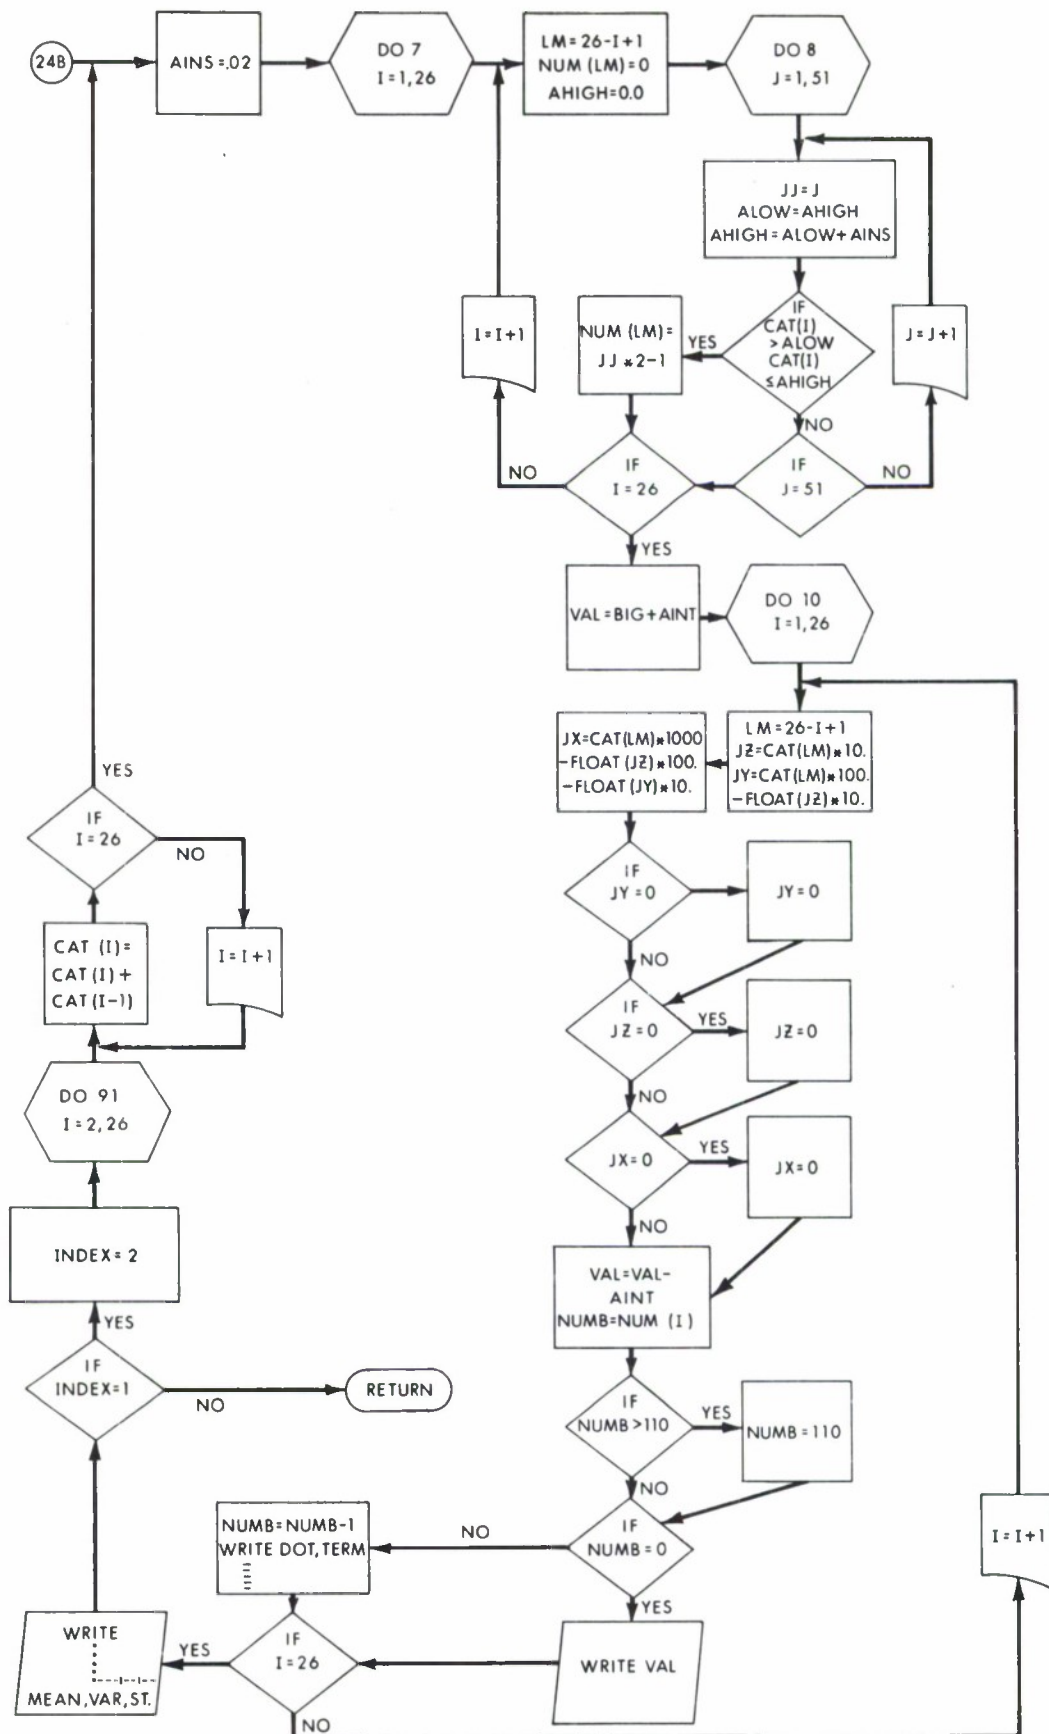 24B
AINS=.02
DO 7
I=1,26
LM=26-I+1
NUM (LM)=0
AHIGH=0.0
DO 8
J=1,51
JJ=J
ALOW=AHIGH
AHIGH=ALOW+AINS
I=I+1
NUM (LM)=
JJ *2-1
YES
IF
CAT(I)
>ALOW
CAT(I)
≤AHIGH
J=J+1
NO
NO
IF
I=26
IF
J=51
NO
YES
VAL=BIG+AINT
DO 10
I=1,26
JX=CAT(LM)*1000
-FLOAT(JZ)*100.
-FLOAT(JY)*10.
LM=26-I+1
JZ=CAT(LM)*10.
JY=CAT(LM)*100.
-FLOAT(JZ)*10.
YES
IF
I=26
NO
IF
JY=0
JY=0
CAT (I)=
CAT(I)+
CAT(I-1)
I=I+1
NO
IF
JZ=0
YES
JZ=0
NO
DO 91
I=2,26
JX=0
YES
JX=0
NO
INDEX=2
VAL=VAL-
AINT
NUMB=NUM (I)
YES
IF
INDEX=1
NO
RETURN
IF
NUMB>110
YES
NUMB=110
NO
NUMB=NUMB-1
WRITE DOT,TERM
NO
IF
NUMB=0
I=I+1
YES
WRITE
MEAN,VAR,ST.
YES
IF
I=26
WRITE VAL
NO